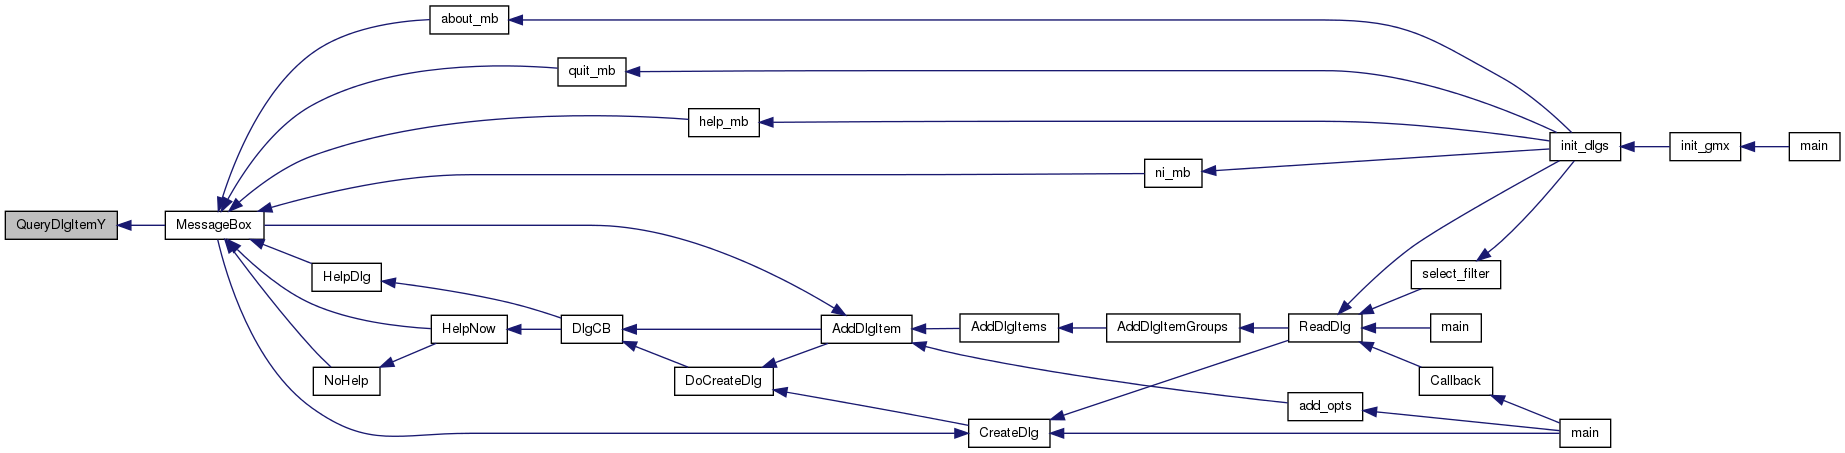 about_mb
quit_mb
help_mb
init_dlgs
init_gmx
main
ni_mb
QueryDlgItemY
MessageBox
HelpDlg
select_filter
HelpNow
DlgCB
AddDlgItem
AddDlgItems
AddDlgItemGroups
ReadDlg
main
NoHelp
DoCreateDlg
Callback
add_opts
CreateDlg
main